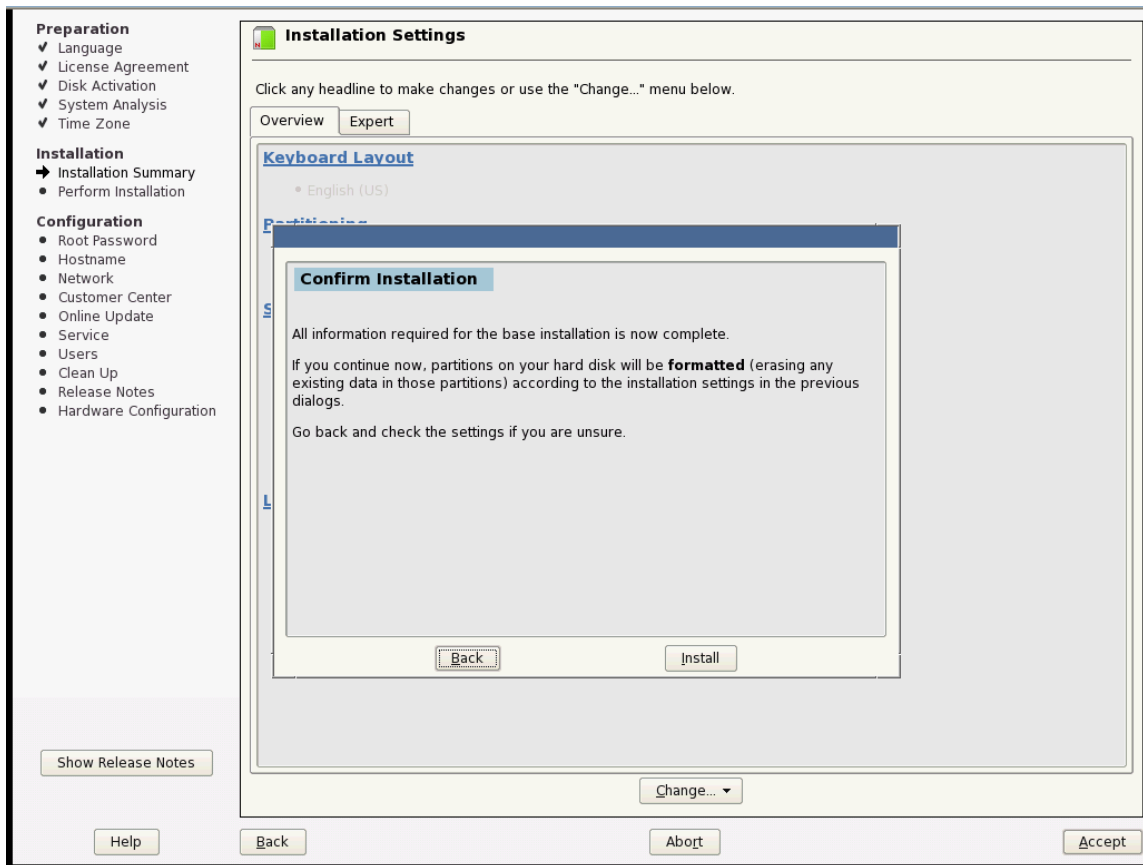 Preparation
Language
License Agreement
Disk Activation
System Analysis
Time Zone
Installation
Installation Summary
Perform Installation
Configuration
Root Password
Hostname
Network
Customer Center
Online Update
Service
Users
Clean Up
Release Notes
Hardware Configuration
Show Release Notes
Help
Installation Settings
Click any headline to make changes or use the "Change..." menu below.
Overview
Expert
Keyboard Layout
• English (US)
Partitioning
S
L
Confirm Installation
All information required for the base installation is now complete.
If you continue now, partitions on your hard disk will be formatted (erasing any
existing data in those partitions) according to the installation settings in the previous
dialogs.
Go back and check the settings if you are unsure.
Back
Install
Change...
Back
Abort
Accept